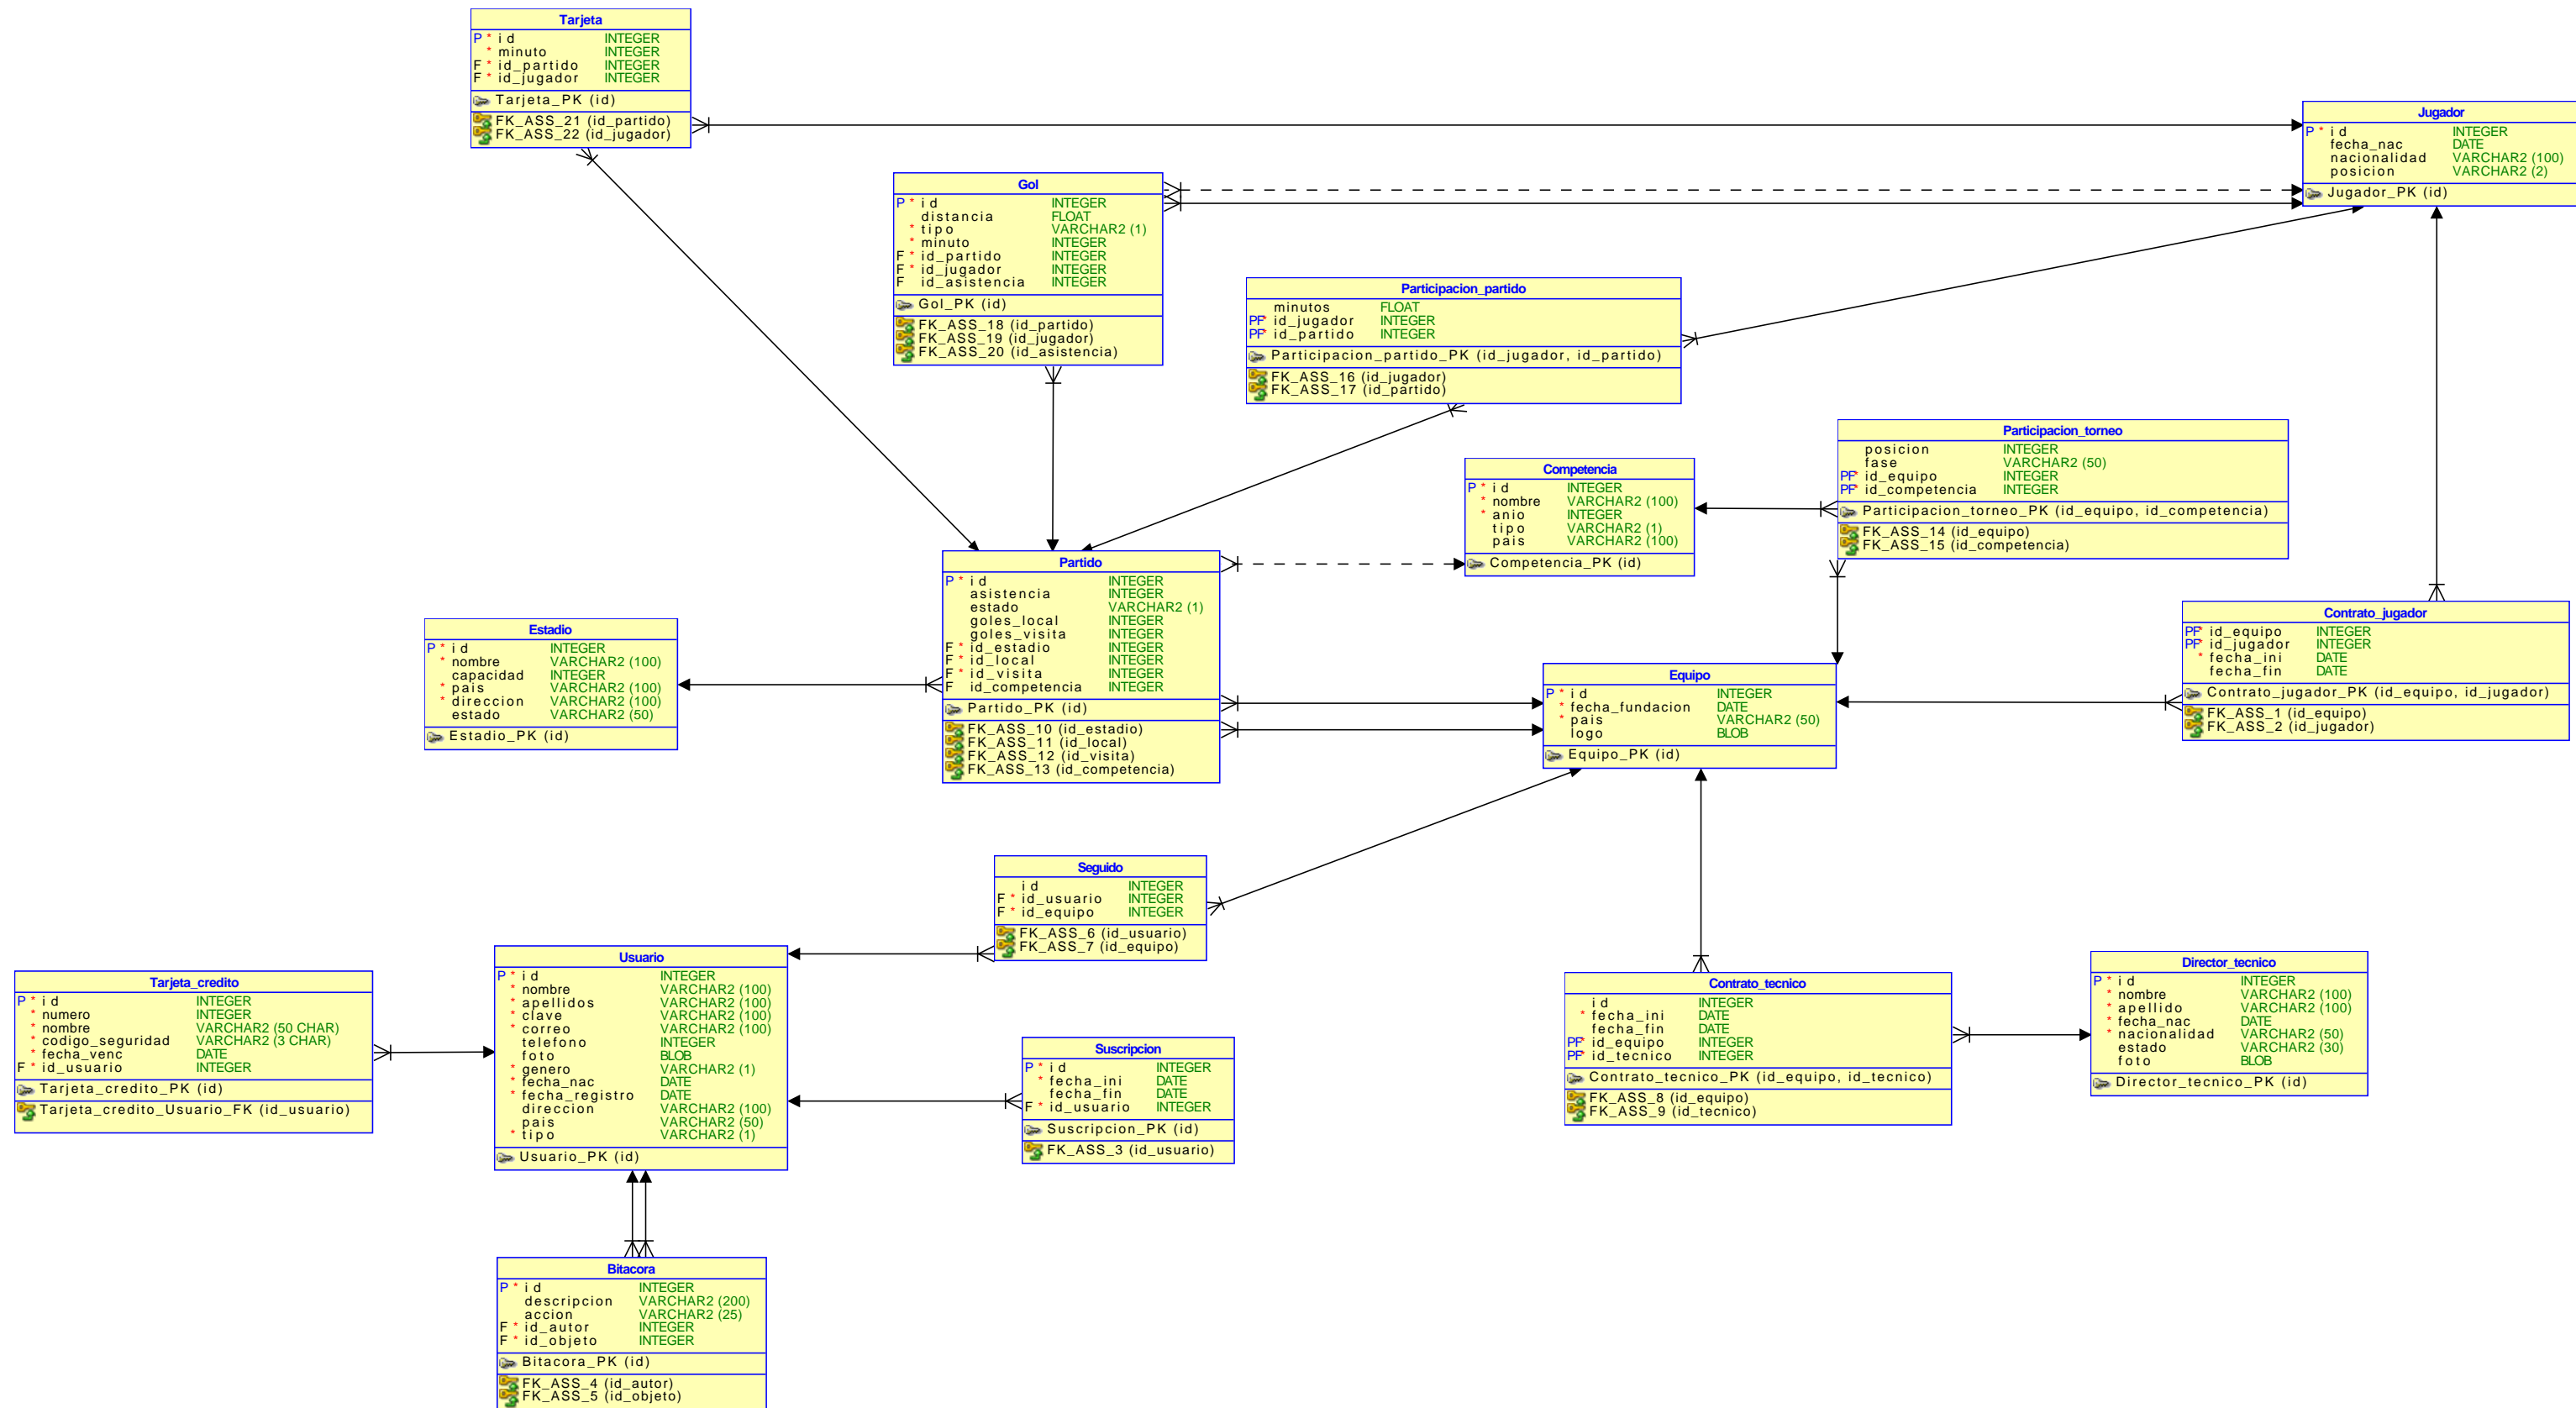 Tarjeta
P * id INTEGER
* minuto INTEGER
F * id_partido INTEGER
F * id_jugador INTEGER
Tarjeta_PK (id)
FK_ASS_21 (id_partido)
FK_ASS_22 (id_jugador)
Jugador
P * id INTEGER
fecha_nac DATE
nacionalidad VARCHAR2 (100)
posicion VARCHAR2 (2)
Jugador_PK (id)
Gol
P * id INTEGER
distancia FLOAT
* tipo VARCHAR2 (1)
* minuto INTEGER
F * id_partido INTEGER
F * id_jugador INTEGER
F id_asistencia INTEGER
Gol_PK (id)
FK_ASS_18 (id_partido)
FK_ASS_19 (id_jugador)
FK_ASS_20 (id_asistencia)
Participacion_partido
minutos FLOAT
PF* id_jugador INTEGER
PF* id_partido INTEGER
Participacion_partido_PK (id_jugador, id_partido)
FK_ASS_16 (id_jugador)
FK_ASS_17 (id_partido)
Participacion_torneo
posicion INTEGER
fase VARCHAR2 (50)
PF* id_equipo INTEGER
PF* id_competencia INTEGER
Participacion_torneo_PK (id_equipo, id_competencia)
FK_ASS_14 (id_equipo)
FK_ASS_15 (id_competencia)
Competencia
P * id INTEGER
* nombre VARCHAR2 (100)
* anio INTEGER
tipo VARCHAR2 (1)
pais VARCHAR2 (100)
Competencia_PK (id)
Partido
P * id INTEGER
asistencia INTEGER
estado VARCHAR2 (1)
goles_local INTEGER
goles_visita INTEGER
F * id_estadio INTEGER
F * id_local INTEGER
F * id_visita INTEGER
F id_competencia INTEGER
Partido_PK (id)
FK_ASS_10 (id_estadio)
FK_ASS_11 (id_local)
FK_ASS_12 (id_visita)
FK_ASS_13 (id_competencia)
Contrato_jugador
PF* id_equipo INTEGER
PF* id_jugador INTEGER
* fecha_ini DATE
fecha_fin DATE
Contrato_jugador_PK (id_equipo, id_jugador)
FK_ASS_1 (id_equipo)
FK_ASS_2 (id_jugador)
Estadio
P * id INTEGER
* nombre VARCHAR2 (100)
capacidad INTEGER
* pais VARCHAR2 (100)
* direccion VARCHAR2 (100)
estado VARCHAR2 (50)
Estadio_PK (id)
Equipo
P * id INTEGER
* fecha_fundacion DATE
* pais VARCHAR2 (50)
logo BLOB
Equipo_PK (id)
Seguido
id INTEGER
F * id_usuario INTEGER
F * id_equipo INTEGER
FK_ASS_6 (id_usuario)
FK_ASS_7 (id_equipo)
Usuario
P * id INTEGER
* nombre VARCHAR2 (100)
* apellidos VARCHAR2 (100)
* clave VARCHAR2 (100)
* correo VARCHAR2 (100)
telefono INTEGER
foto BLOB
* genero VARCHAR2 (1)
* fecha_nac DATE
* fecha_registro DATE
direccion VARCHAR2 (100)
pais VARCHAR2 (50)
* tipo VARCHAR2 (1)
Usuario_PK (id)
Director_tecnico
P * id INTEGER
* nombre VARCHAR2 (100)
* apellido VARCHAR2 (100)
* fecha_nac DATE
* nacionalidad VARCHAR2 (50)
estado VARCHAR2 (30)
foto BLOB
Director_tecnico_PK (id)
Tarjeta_credito
P * id INTEGER
* numero INTEGER
* nombre VARCHAR2 (50 CHAR)
* codigo_seguridad VARCHAR2 (3 CHAR)
* fecha_venc DATE
F * id_usuario INTEGER
Tarjeta_credito_PK (id)
Tarjeta_credito_Usuario_FK (id_usuario)
Contrato_tecnico
id INTEGER
* fecha_ini DATE
fecha_fin DATE
PF* id_equipo INTEGER
PF* id_tecnico INTEGER
Contrato_tecnico_PK (id_equipo, id_tecnico)
FK_ASS_8 (id_equipo)
FK_ASS_9 (id_tecnico)
Suscripcion
P * id INTEGER
* fecha_ini DATE
fecha_fin DATE
F * id_usuario INTEGER
Suscripcion_PK (id)
FK_ASS_3 (id_usuario)
Bitacora
P * id INTEGER
descripcion VARCHAR2 (200)
accion VARCHAR2 (25)
F * id_autor INTEGER
F * id_objeto INTEGER
Bitacora_PK (id)
FK_ASS_4 (id_autor)
FK_ASS_5 (id_objeto)